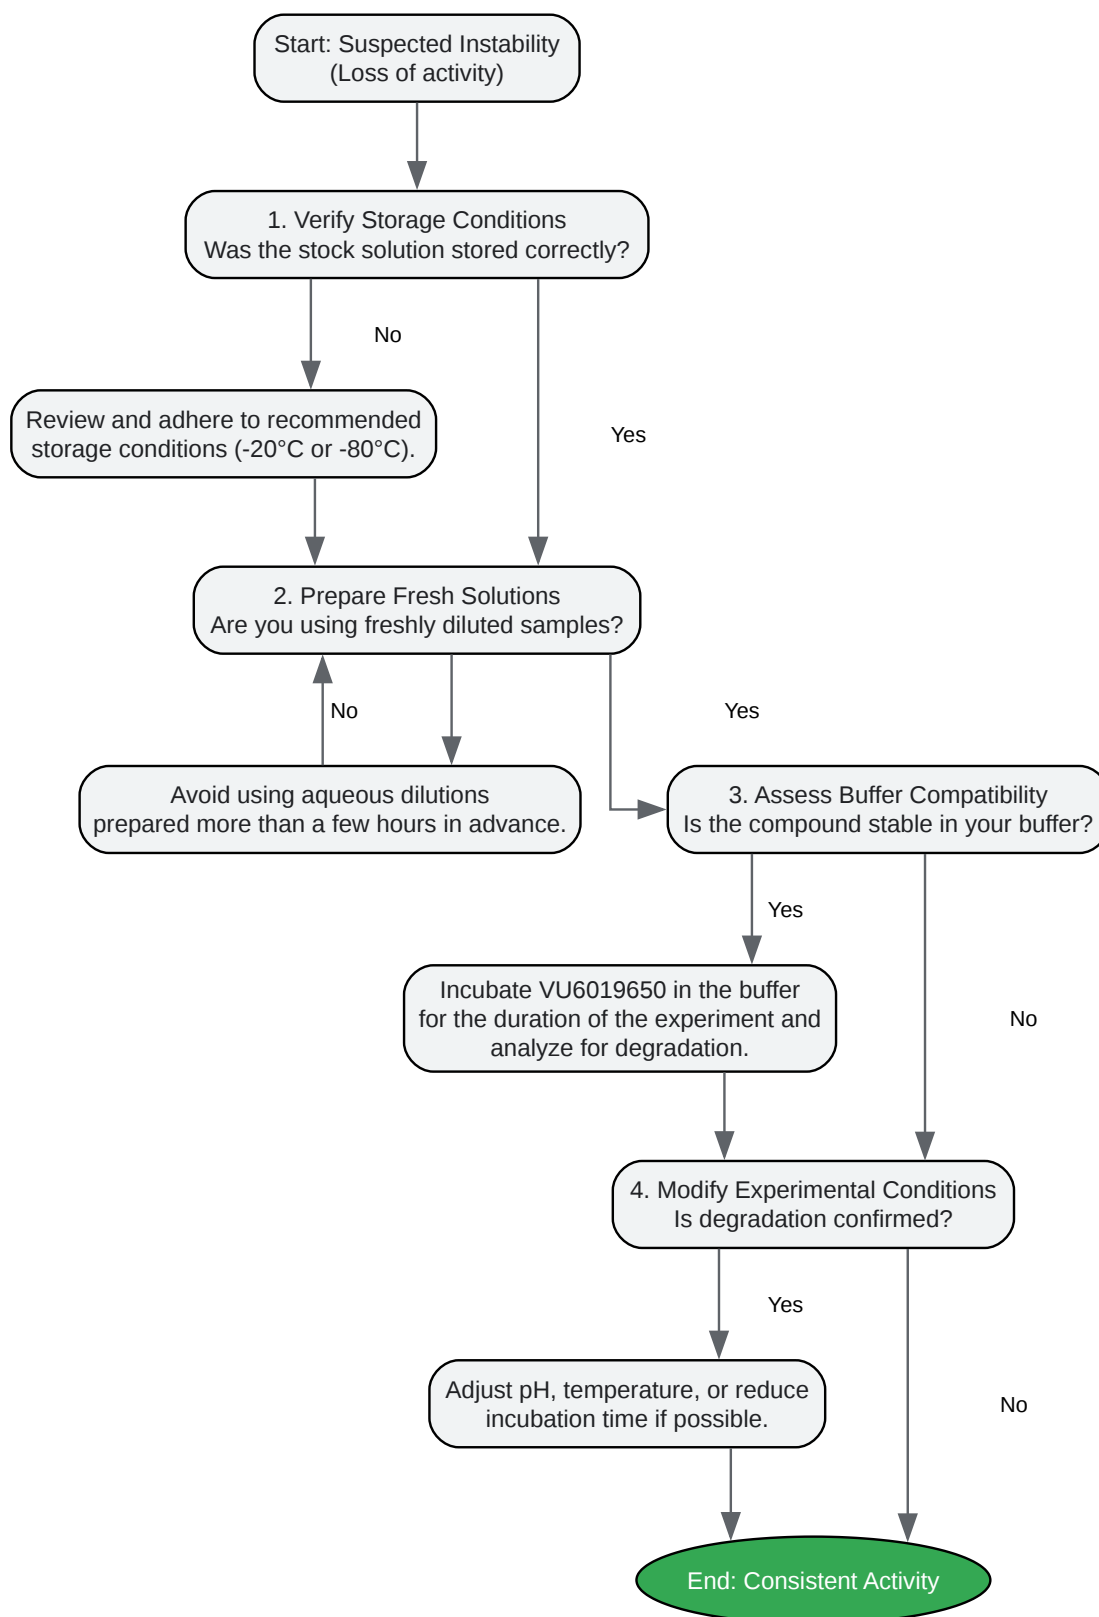 Start: Suspected Instability
(Loss of activity)
1. Verify Storage Conditions
Was the stock solution stored correctly?
No
Review and adhere to recommended
storage conditions (-20°C or -80°C).
Yes
2. Prepare Fresh Solutions
Are you using freshly diluted samples?
No
Yes
Avoid using aqueous dilutions
prepared more than a few hours in advance.
3. Assess Buffer Compatibility
Is the compound stable in your buffer?
Yes
Incubate VU6019650 in the buffer
for the duration of the experiment and
analyze for degradation.
No
4. Modify Experimental Conditions
Is degradation confirmed?
Yes
Adjust pH, temperature, or reduce
incubation time if possible.
No
End: Consistent Activity